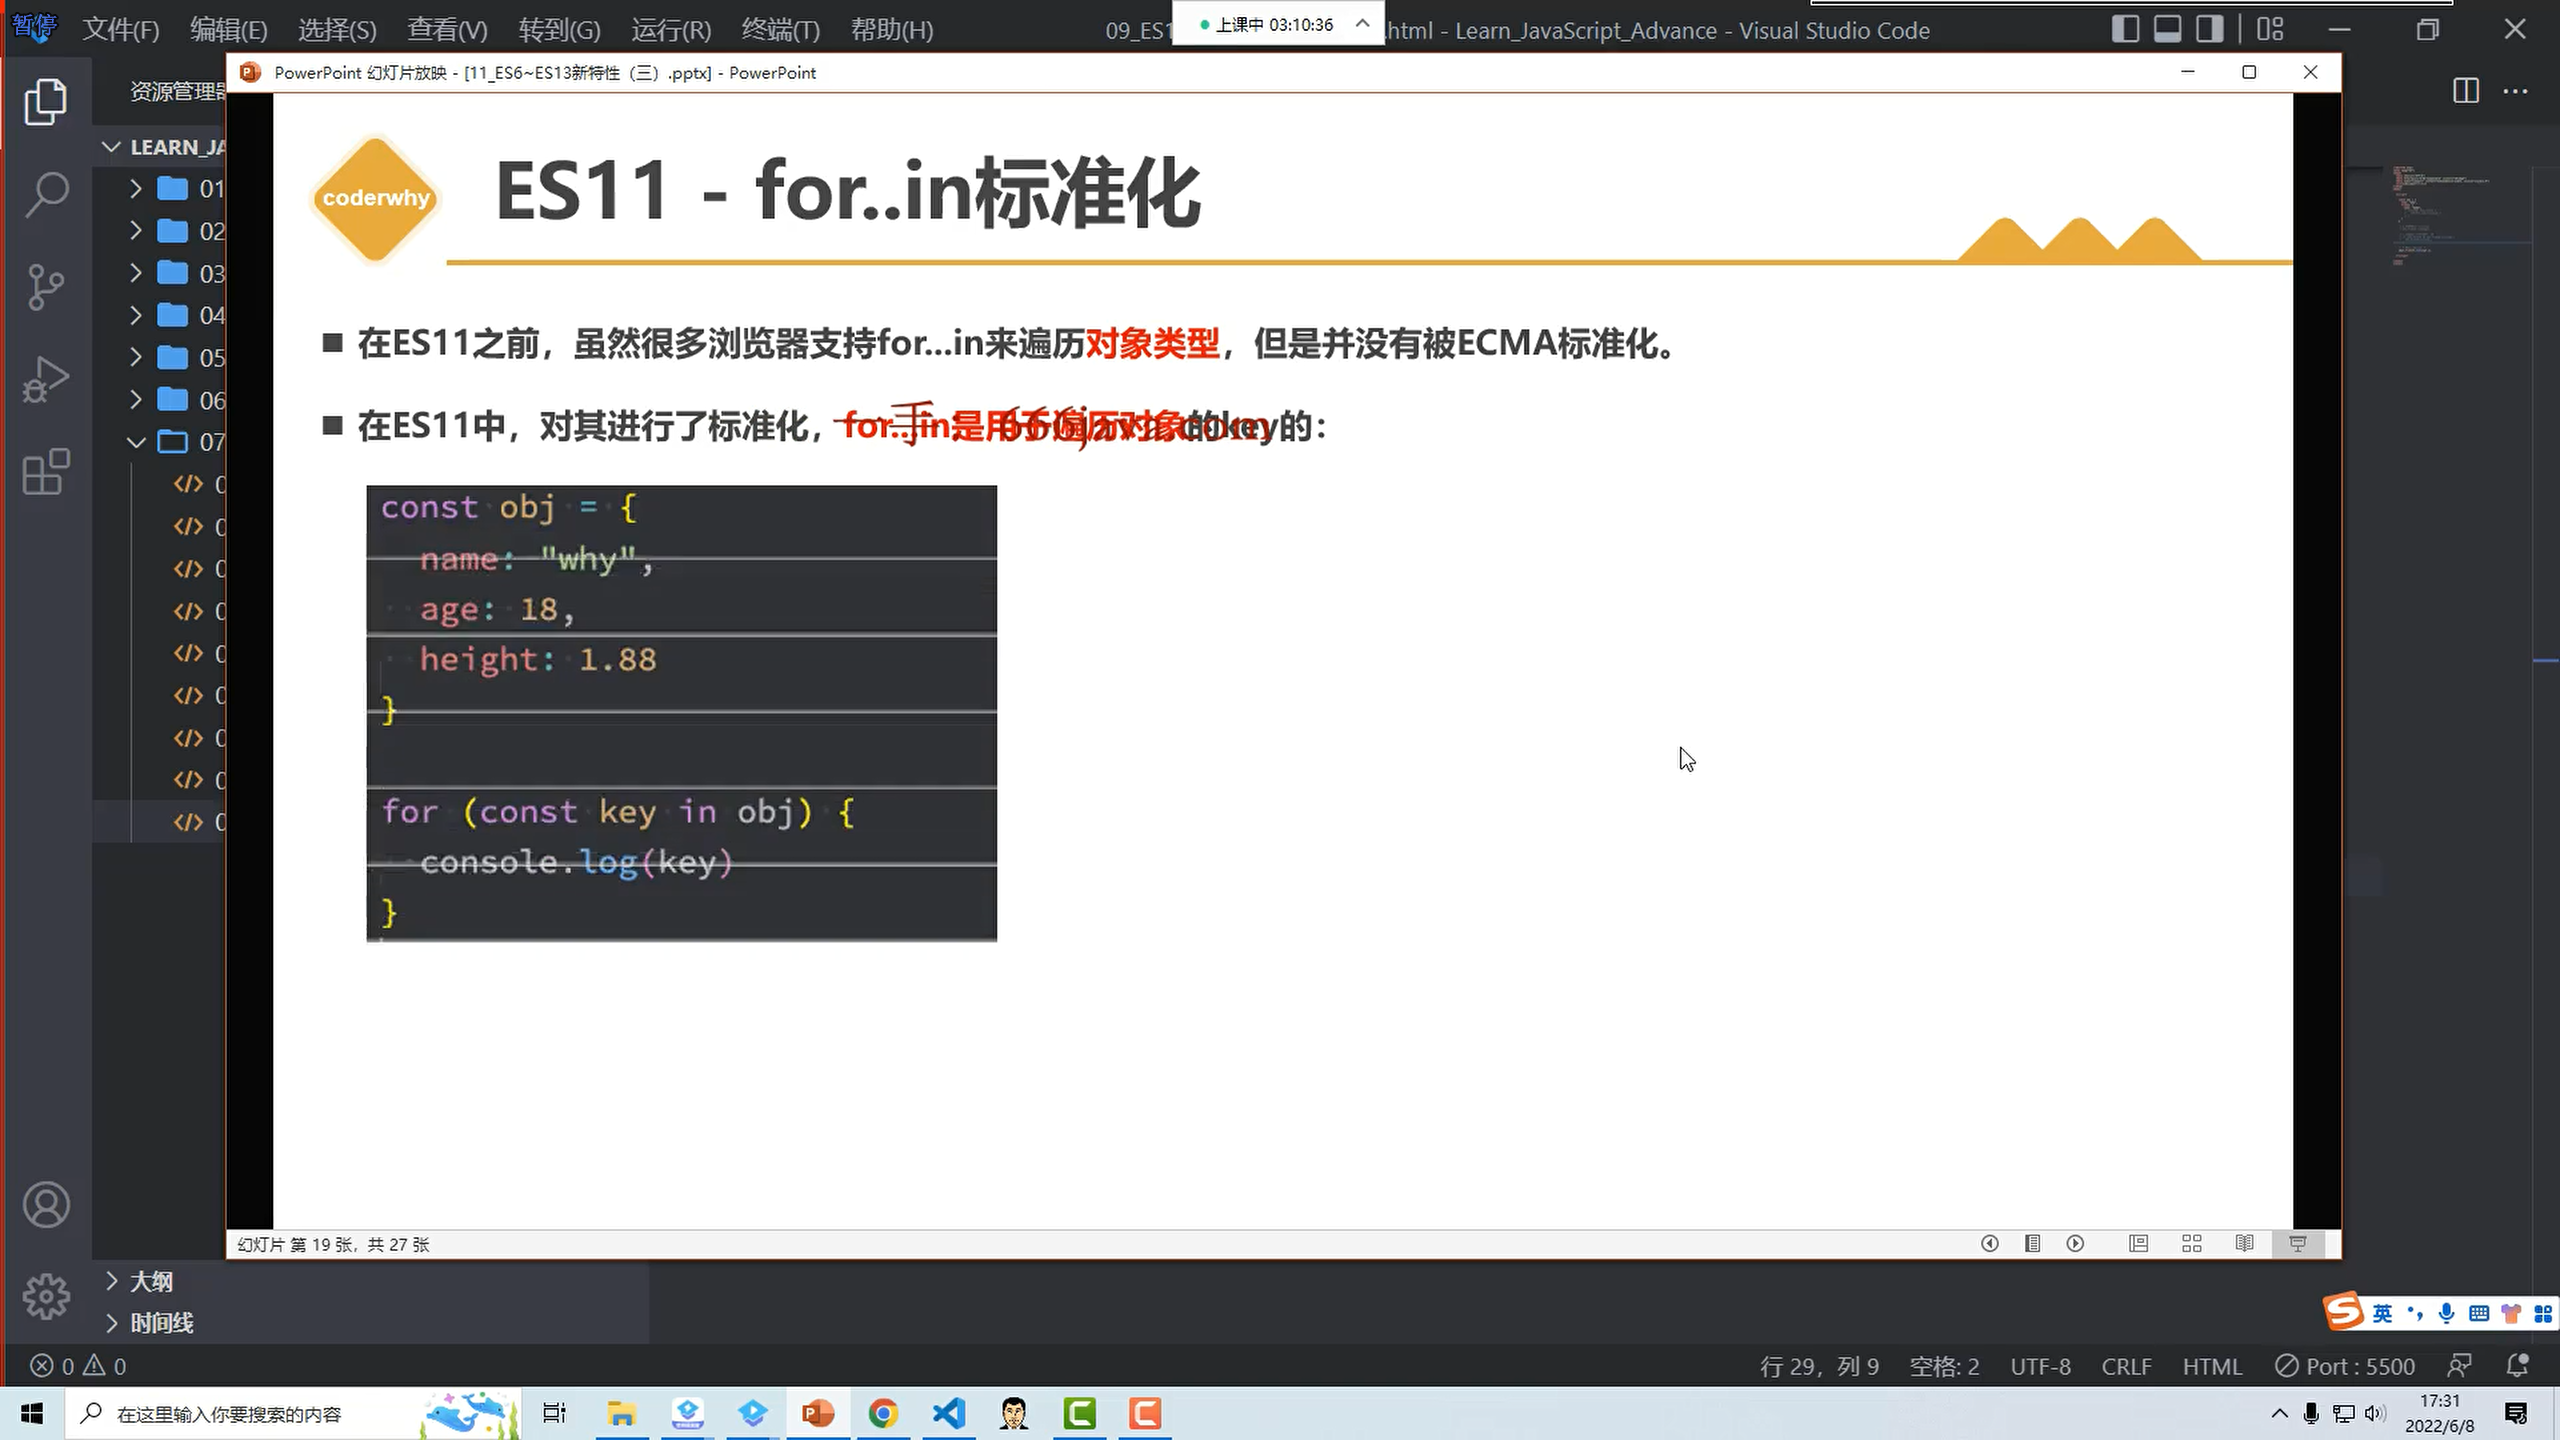 暂停
文件(F) 编辑(E) 选择(S) 查看(V) 转到(G) 运行(R) 终端(T) 帮助(H)
09_ES1
上课中 03:10:36
.html - Learn_JavaScript_Advance - Visual Studio Code
资源管理器
PowerPoint 幻灯片放映 - [11_ES6~ES13新特性（三）.pptx] - PowerPoint
LEARN_JA
01
02
03
04
05
06
07
coderwhy
ES11 - for..in标准化
在ES11之前，虽然很多浏览器支持for...in来遍历对象类型，但是并没有被ECMA标准化。
在ES11中，对其进行了标准化，for...in是用于遍历对象的key的：
const obj = {
name: "why",
age: 18,
height: 1.88
}
for (const key in obj) {
console.log(key)
}
幻灯片 第 19 张，共 27 张
大纲
时间线
英
0 0
行 29，列 9 空格: 2 UTF-8 CRLF HTML Port : 5500
在这里输入你要搜索的内容
17:31
2022/6/8